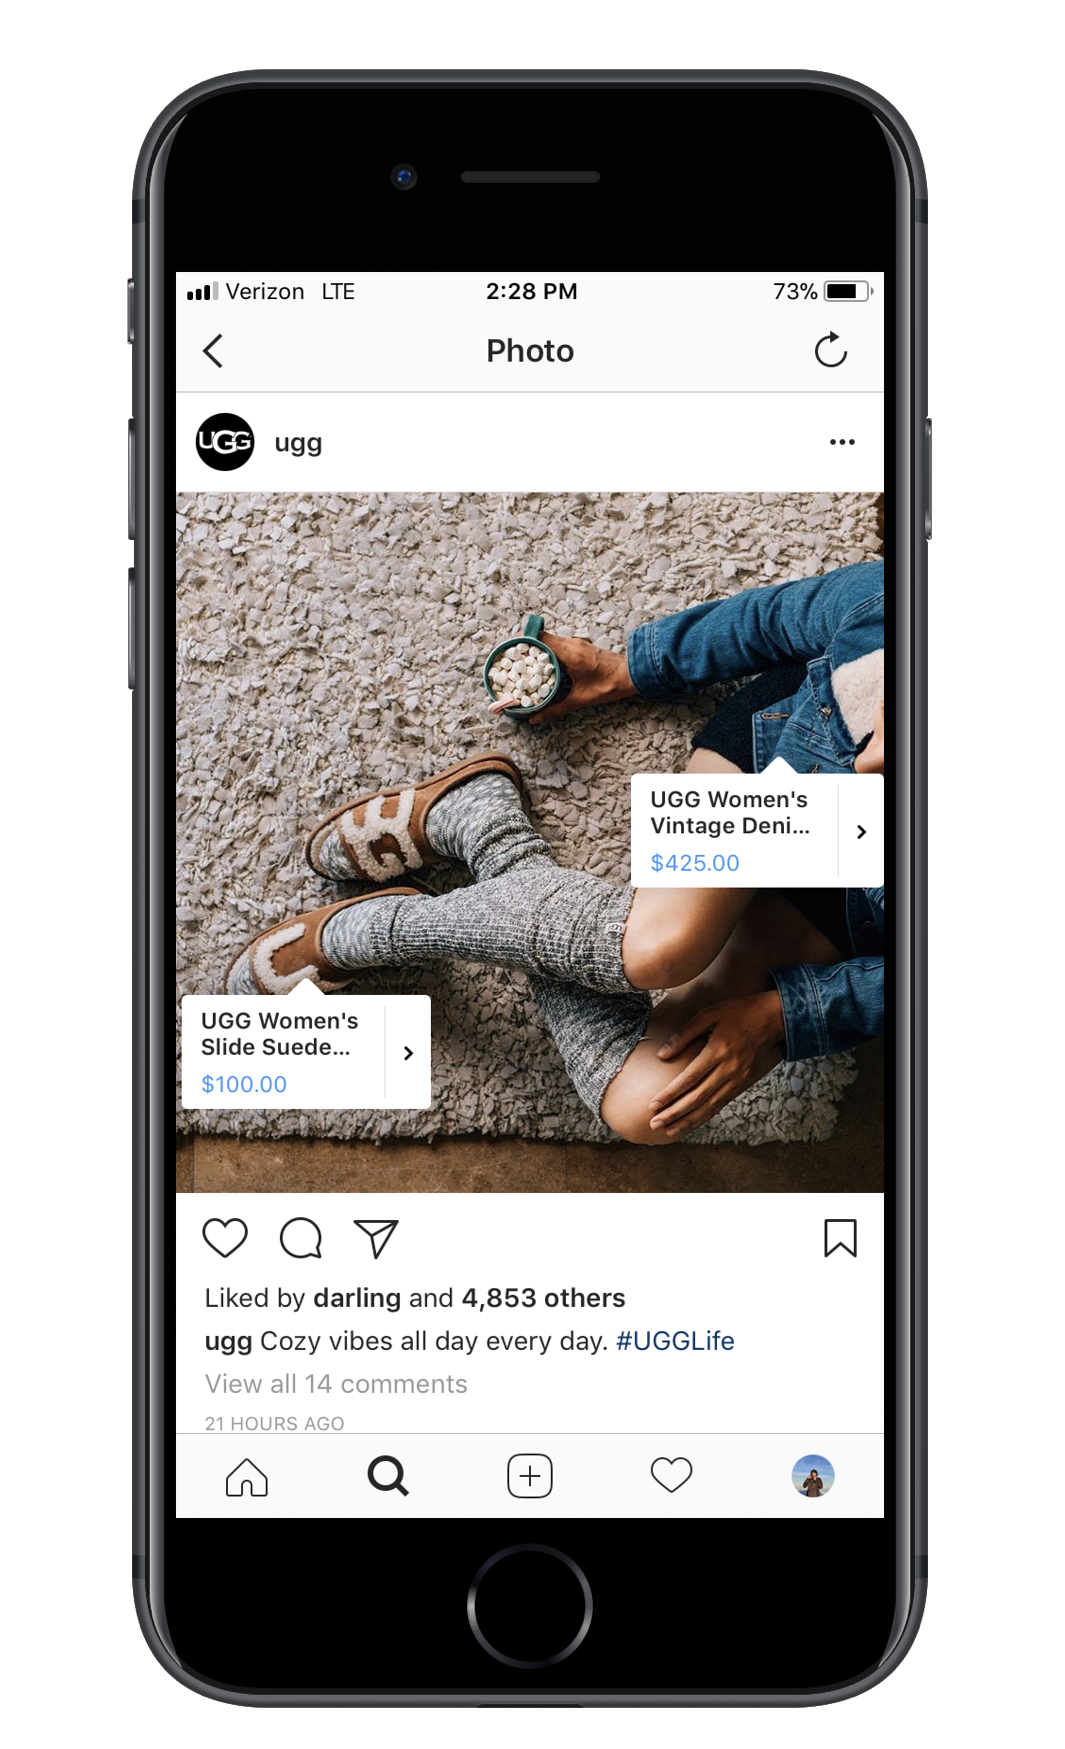 Verizon LTE 2:28 PM 73%
Photo
UGG ugg
UGG Women's
Vintage Deni...
$425.00
UGG
UGG Women's
Slide Suede...
$100.00
Liked by darling and 4,853 others
ugg Cozy vibes all day every day. #UGGLife
View all 14 comments
21 HOURS AGO